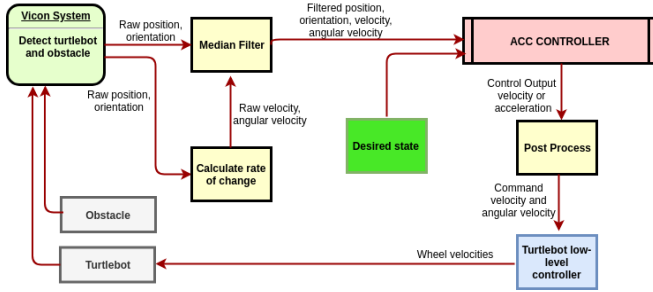 Vicon System
Detect turtlebot
and obstacle
Raw position,
orientation
Median Filter
Filtered position,
orientation, velocity,
angular velocity
ACC CONTROLLER
Raw position,
orientation
Raw velocity,
angular velocity
Calculate rate
of change
Desired state
Control Output
velocity or
acceleration
Post Process
Command
velocity and
angular velocity
Obstacle
Turtlebot
Wheel velocities
Turtlebot low-
level
controller